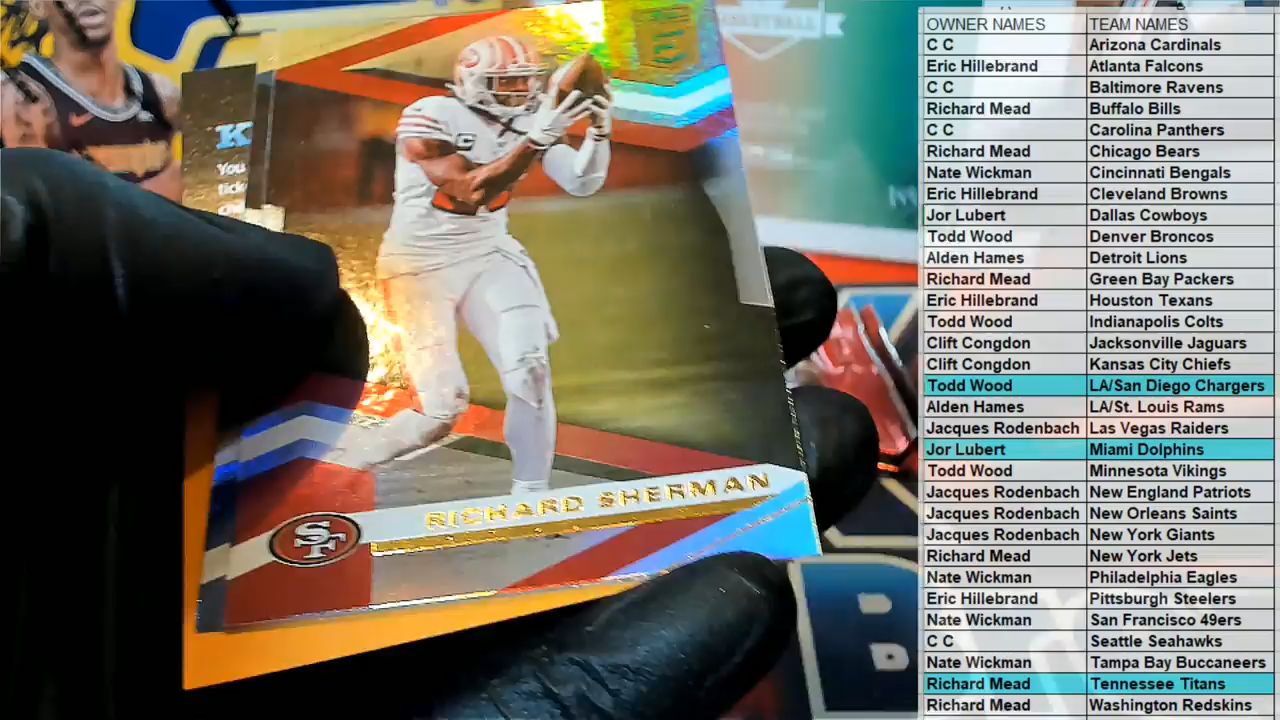 BASKETBALL
K
You
tick
RICHARD SHERMAN
SF
OWNER NAMES TEAM NAMES
C C Arizona Cardinals
Eric Hillebrand Atlanta Falcons
C C Baltimore Ravens
Richard Mead Buffalo Bills
C C Carolina Panthers
Richard Mead Chicago Bears
Nate Wickman Cincinnati Bengals
Eric Hillebrand Cleveland Browns
Jor Lubert Dallas Cowboys
Todd Wood Denver Broncos
Alden Hames Detroit Lions
Richard Mead Green Bay Packers
Eric Hillebrand Houston Texans
Todd Wood Indianapolis Colts
Clift Congdon Jacksonville Jaguars
Clift Congdon Kansas City Chiefs
Todd Wood LA/San Diego Chargers
Alden Hames LA/St. Louis Rams
Jacques Rodenbach Las Vegas Raiders
Jor Lubert Miami Dolphins
Todd Wood Minnesota Vikings
Jacques Rodenbach New England Patriots
Jacques Rodenbach New Orleans Saints
Jacques Rodenbach New York Giants
Richard Mead New York Jets
Nate Wickman Philadelphia Eagles
Eric Hillebrand Pittsburgh Steelers
Nate Wickman San Francisco 49ers
C C Seattle Seahawks
Nate Wickman Tampa Bay Buccaneers
Richard Mead Tennessee Titans
Richard Mead Washington Redskins